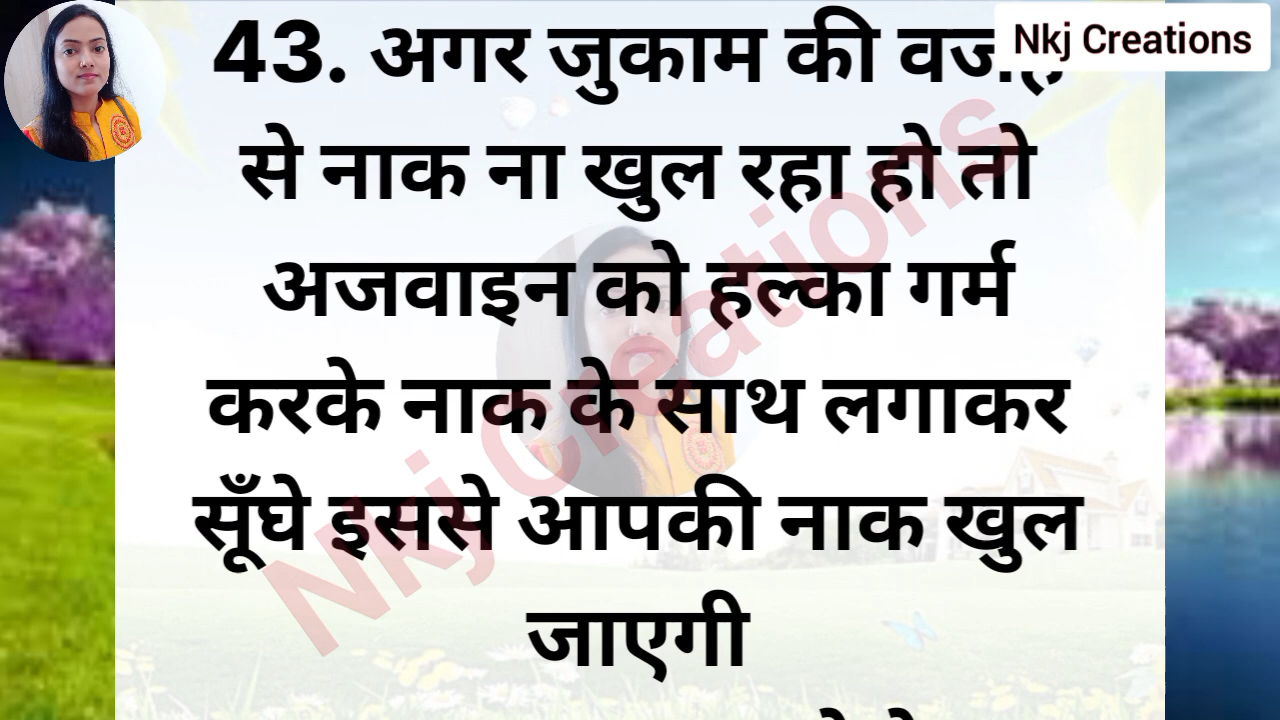 Nkj Creations
43. अगर जुकाम की वजह
से नाक ना खुल रहा हो तो
अजवाइन को हल्का गर्म
करके नाक के साथ लगाकर
सूँघे इससे आपकी नाक खुल
जाएगी
Nkj Creations